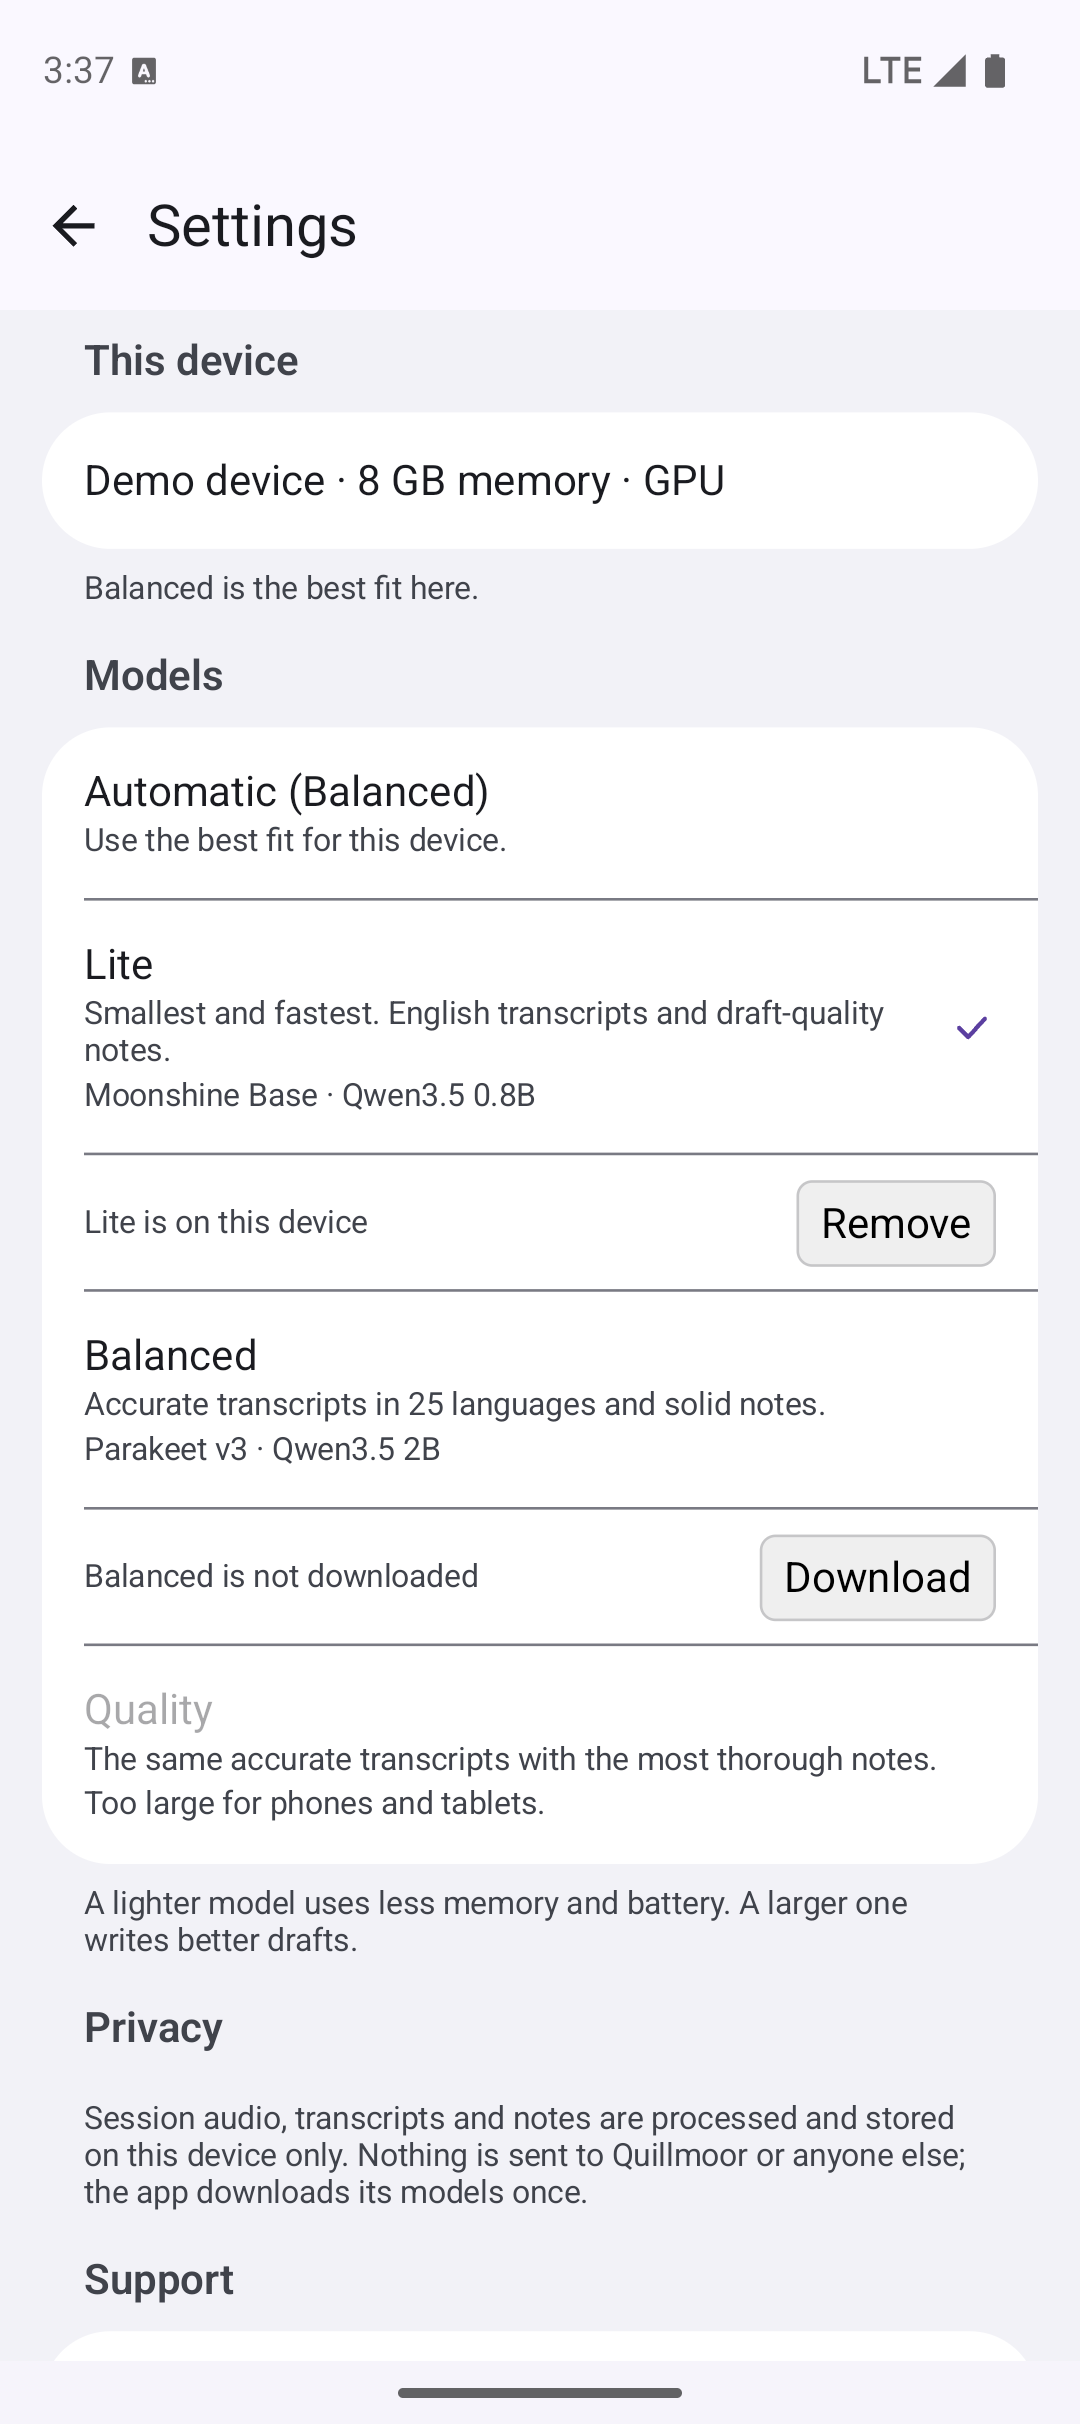 3:37
LTE
Settings
This device
Demo device · 8 GB memory · GPU
Balanced is the best fit here.
Models
Automatic (Balanced)
Use the best fit for this device.
Lite
Smallest and fastest. English transcripts and draft-quality
notes.
Moonshine Base · Qwen3.5 0.8B
Lite is on this device
Remove
Balanced
Accurate transcripts in 25 languages and solid notes.
Parakeet v3 · Qwen3.5 2B
Balanced is not downloaded
Download
Quality
The same accurate transcripts with the most thorough notes.
Too large for phones and tablets.
A lighter model uses less memory and battery. A larger one
writes better drafts.
Privacy
Session audio, transcripts and notes are processed and stored
on this device only. Nothing is sent to Quillmoor or anyone else;
the app downloads its models once.
Support